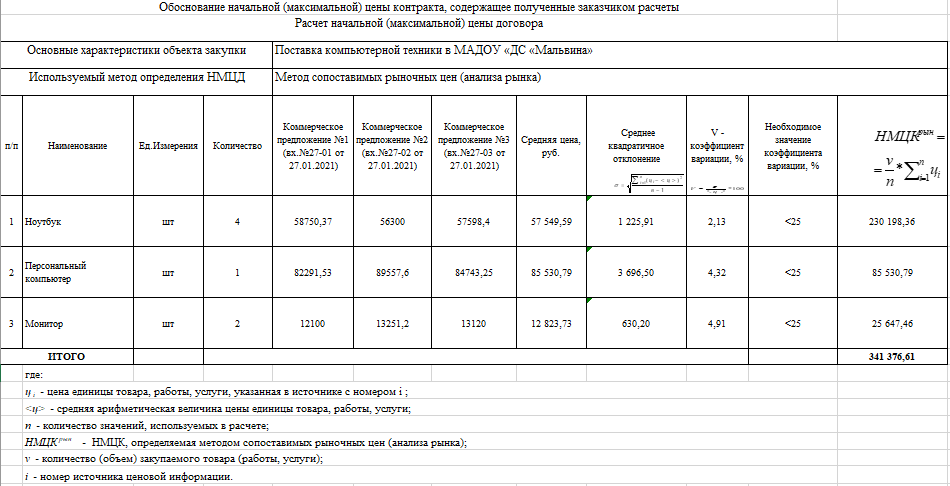 Обоснование начальной (максимальной) цены контракта, содержащее полученные заказчиком расчеты
Расчет начальной (максимальной) цены договора
Основные характеристики объекта закупки Поставка компьютерной техники в МАДОУ «ДС «Мальвина»
Используемый метод определения НМЦД Метод сопоставимых рыночных цен (анализа рынка)
п/п
Наименование
Ед.Измерения
Количество
Коммерческое
предложение №1
(вх.№27-01 от
27.01.2021)
Коммерческое
предложение №2
(вх.№27-02 от
27.01.2021)
Коммерческое
предложение №3
(вх.№27-03 от
27.01.2021)
Средняя цена,
руб.
Среднее
квадратичное
отклонение
V -
коэффициент
вариации, %
Необходимое
значение
коэффициента
вариации, %
НМЦК рын =
= v/n * ∑ n i=1 ц i
1 Ноутбук шт 4 58750,37 56300 57598,4 57 549,59 1 225,91 2,13 <25 230 198,36
2 Персональный
компьютер шт 1 82291,53 89557,6 84743,25 85 530,79 3 696,50 4,32 <25 85 530,79
3 Монитор шт 2 12100 13251,2 13120 12 823,73 630,20 4,91 <25 25 647,46
ИТОГО 341 376,61
где:
ц i - цена единицы товара, работы, услуги, указанная в источнике с номером i ;
<ц> - средняя арифметическая величина цены единицы товара, работы, услуги;
n - количество значений, используемых в расчете;
НМЦК рын - НМЦК, определяемая методом сопоставимых рыночных цен (анализа рынка);
v - количество (объем) закупаемого товара (работы, услуги);
i - номер источника ценовой информации.